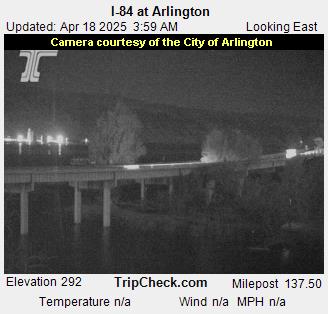 I-84 at Arlington
Updated: Apr 18 2025 3:59 AM Looking East
Camera courtesy of the City of Arlington
Elevation 292 TripCheck.com Milepost 137.50
Temperature n/a Wind n/a MPH n/a